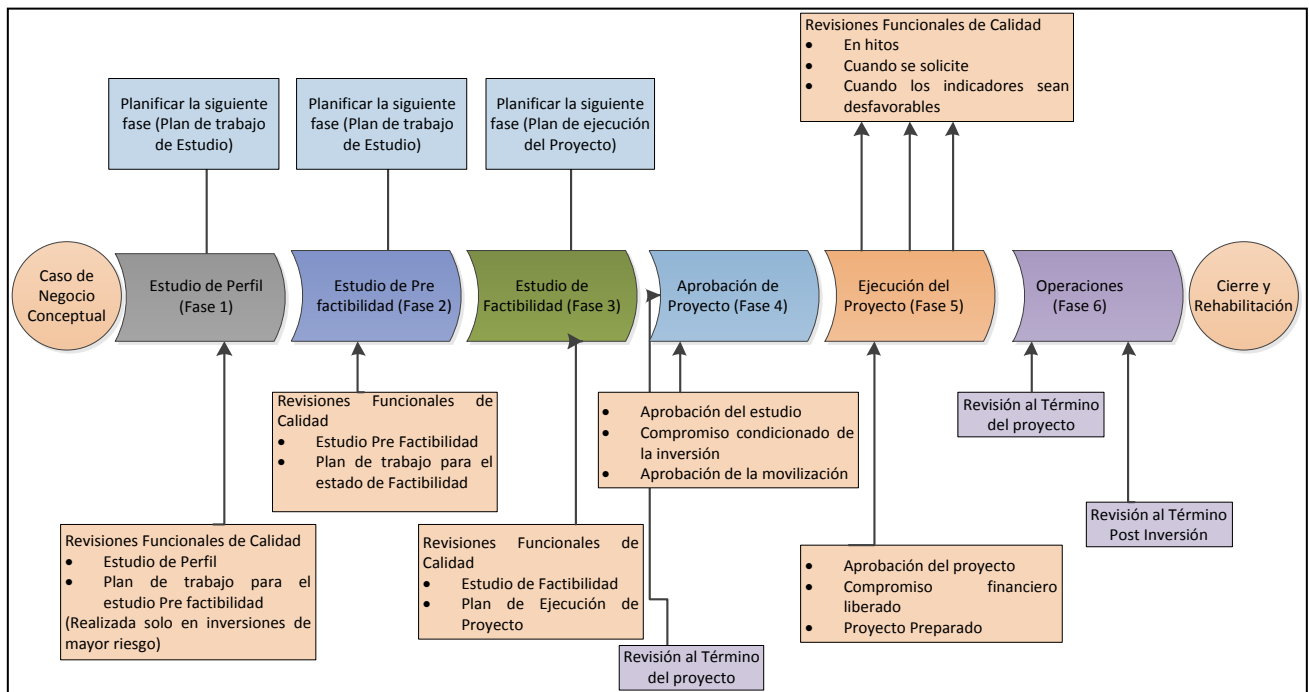 Revisiones Funcionales de Calidad
• En hitos
• Cuando se solicite
• Cuando los indicadores sean
desfavorables
Planificar la siguiente
fase (Plan de trabajo
de Estudio)
Planificar la siguiente
fase (Plan de trabajo
de Estudio)
Planificar la siguiente
fase (Plan de ejecución
del Proyecto)
Caso de
Negocio
Conceptual
Estudio de Perfil
(Fase 1)
Estudio de Pre
factibilidad (Fase 2)
Estudio de
Factibilidad (Fase 3)
Aprobación de
Proyecto (Fase 4)
Ejecución del
Proyecto (Fase 5)
Operaciones
(Fase 6)
Cierre y
Rehabilitación
Revisiones Funcionales de
Calidad
• Estudio Pre Factibilidad
• Plan de trabajo para el
estado de Factibilidad
• Aprobación del estudio
• Compromiso condicionado de
la inversión
• Aprobación de la movilización
Revisión al Término
del proyecto
Revisión al Término
Post Inversión
Revisiones Funcionales de Calidad
• Estudio de Perfil
• Plan de trabajo para el
estudio Pre factibilidad
(Realizada solo en inversiones de
mayor riesgo)
Revisiones Funcionales de
Calidad
• Estudio de Factibilidad
• Plan de Ejecución de
Proyecto
Revisión al Término
del proyecto
• Aprobación del proyecto
• Compromiso financiero
liberado
• Proyecto Preparado